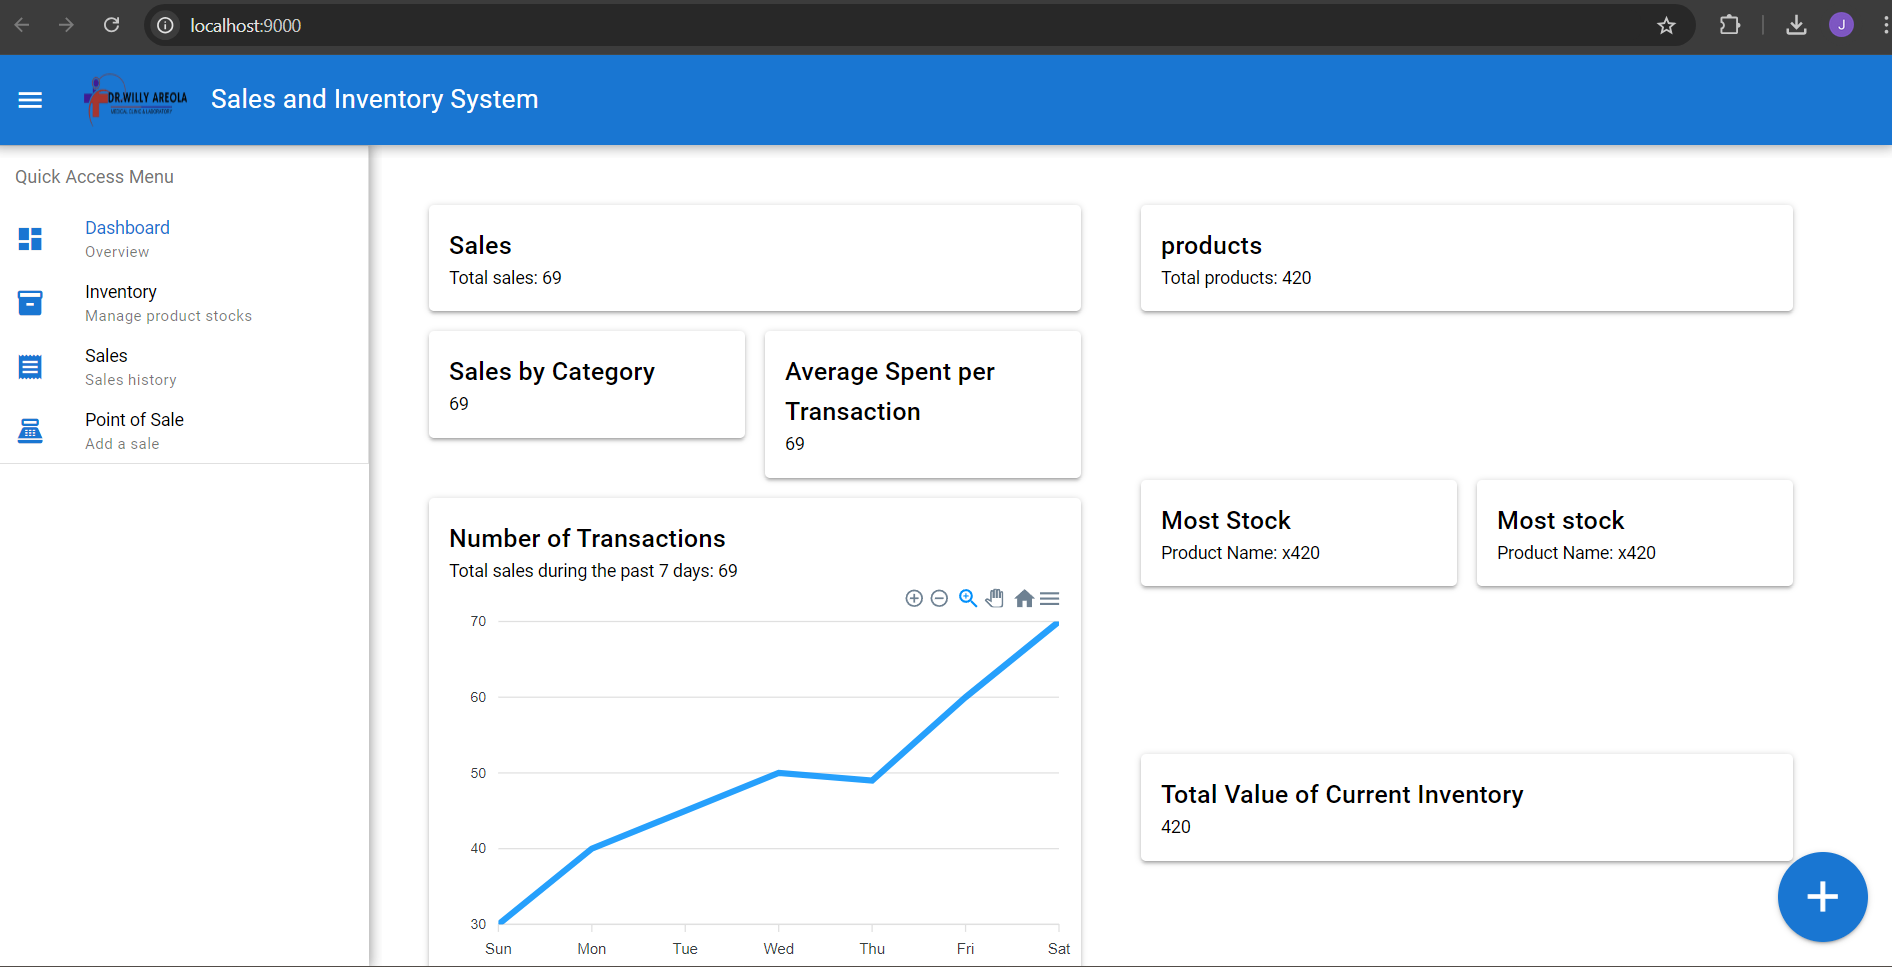 localhost:9000
J
DR.WILLY AREOLA
MEDICAL CLINIC & LABORATORY
Sales and Inventory System
Quick Access Menu
Dashboard
Overview
Inventory
Manage product stocks
Sales
Sales history
Point of Sale
Add a sale
Sales
Total sales: 69
Sales by Category
69
Average Spent per
Transaction
69
Number of Transactions
Total sales during the past 7 days: 69
70
60
50
40
30
Sun Mon Tue Wed Thu Fri Sat
products
Total products: 420
Most Stock
Product Name: x420
Most stock
Product Name: x420
Total Value of Current Inventory
420